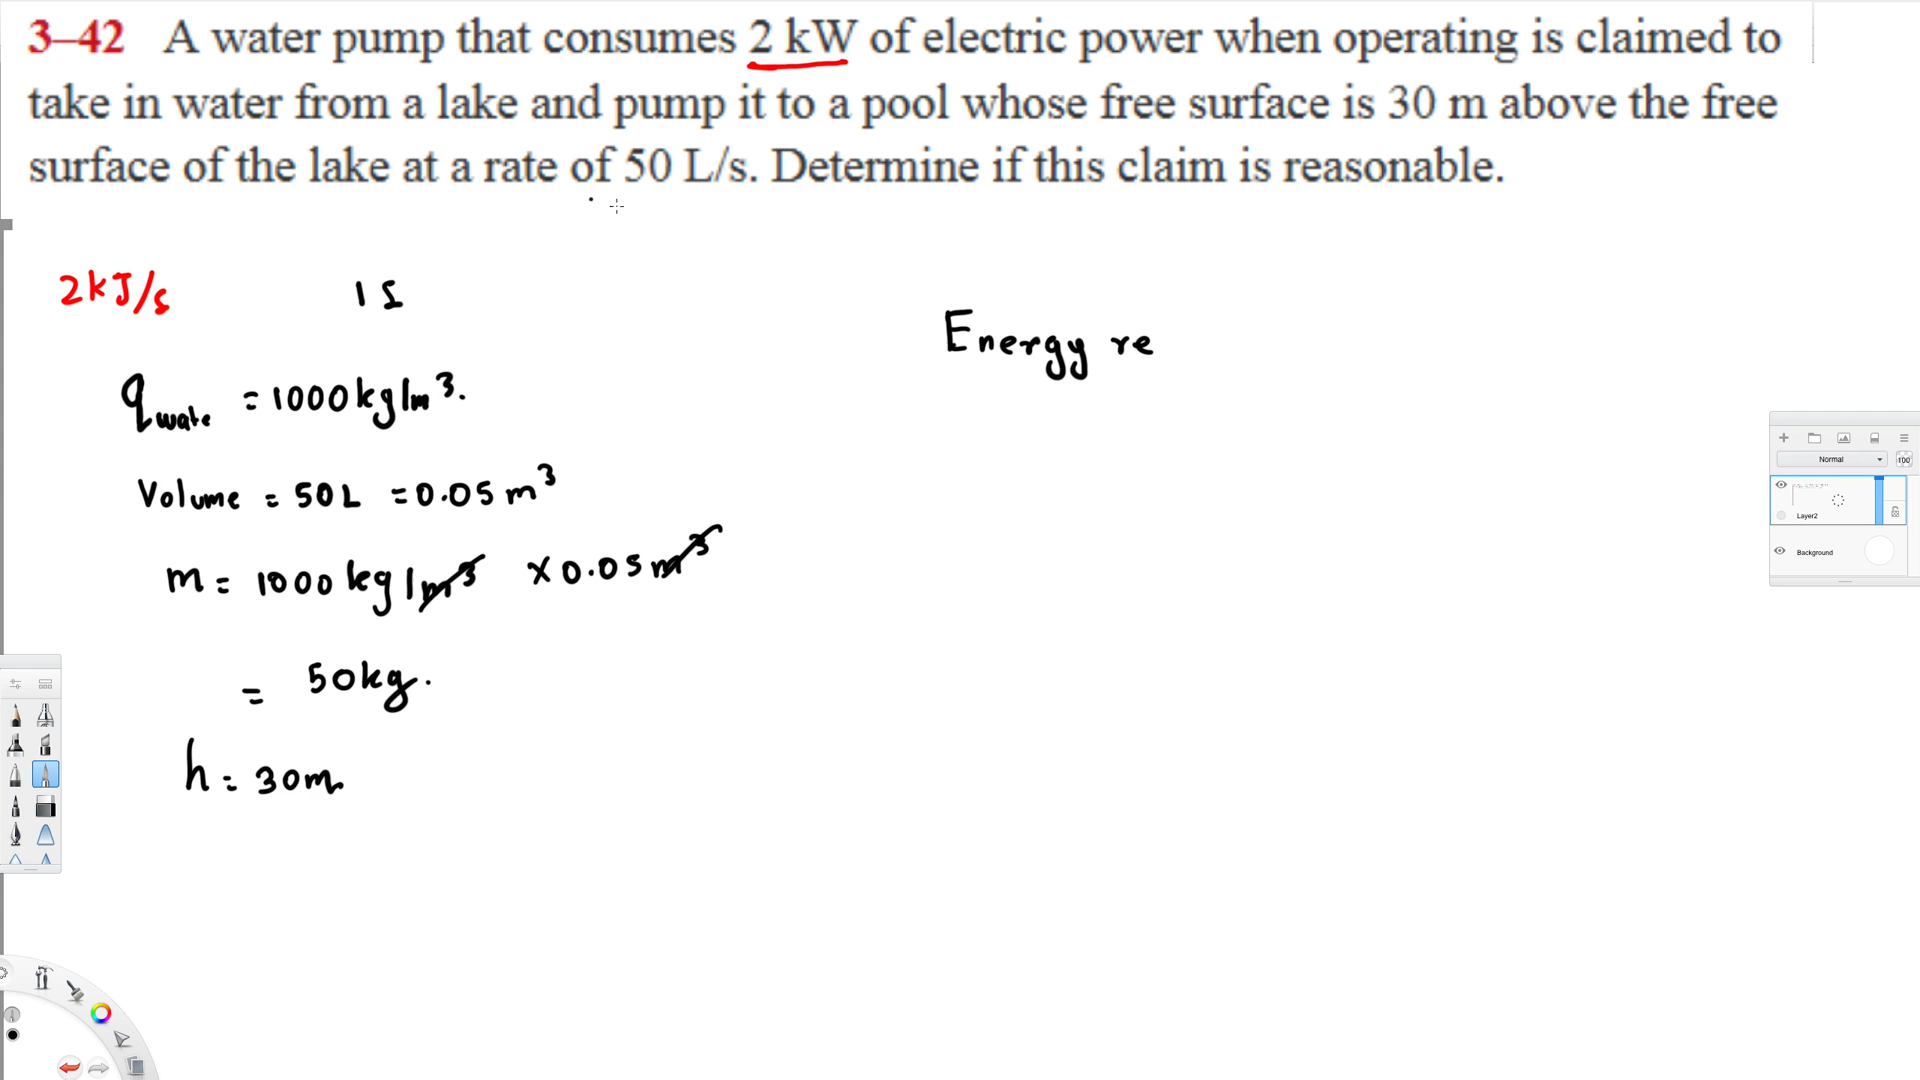 3–42 A water pump that consumes 2 kW of electric power when operating is claimed to
take in water from a lake and pump it to a pool whose free surface is 30 m above the free
surface of the lake at a rate of 50 L/s. Determine if this claim is reasonable.
2kJ/s 1 s
Energy re
ρwate = 1000kg/m³.
Volume = 50L = 0.05 m³
m = 1000 kg/m³ × 0.05 m³
= 50kg.
h = 30m
Normal
100
Layer2
Background